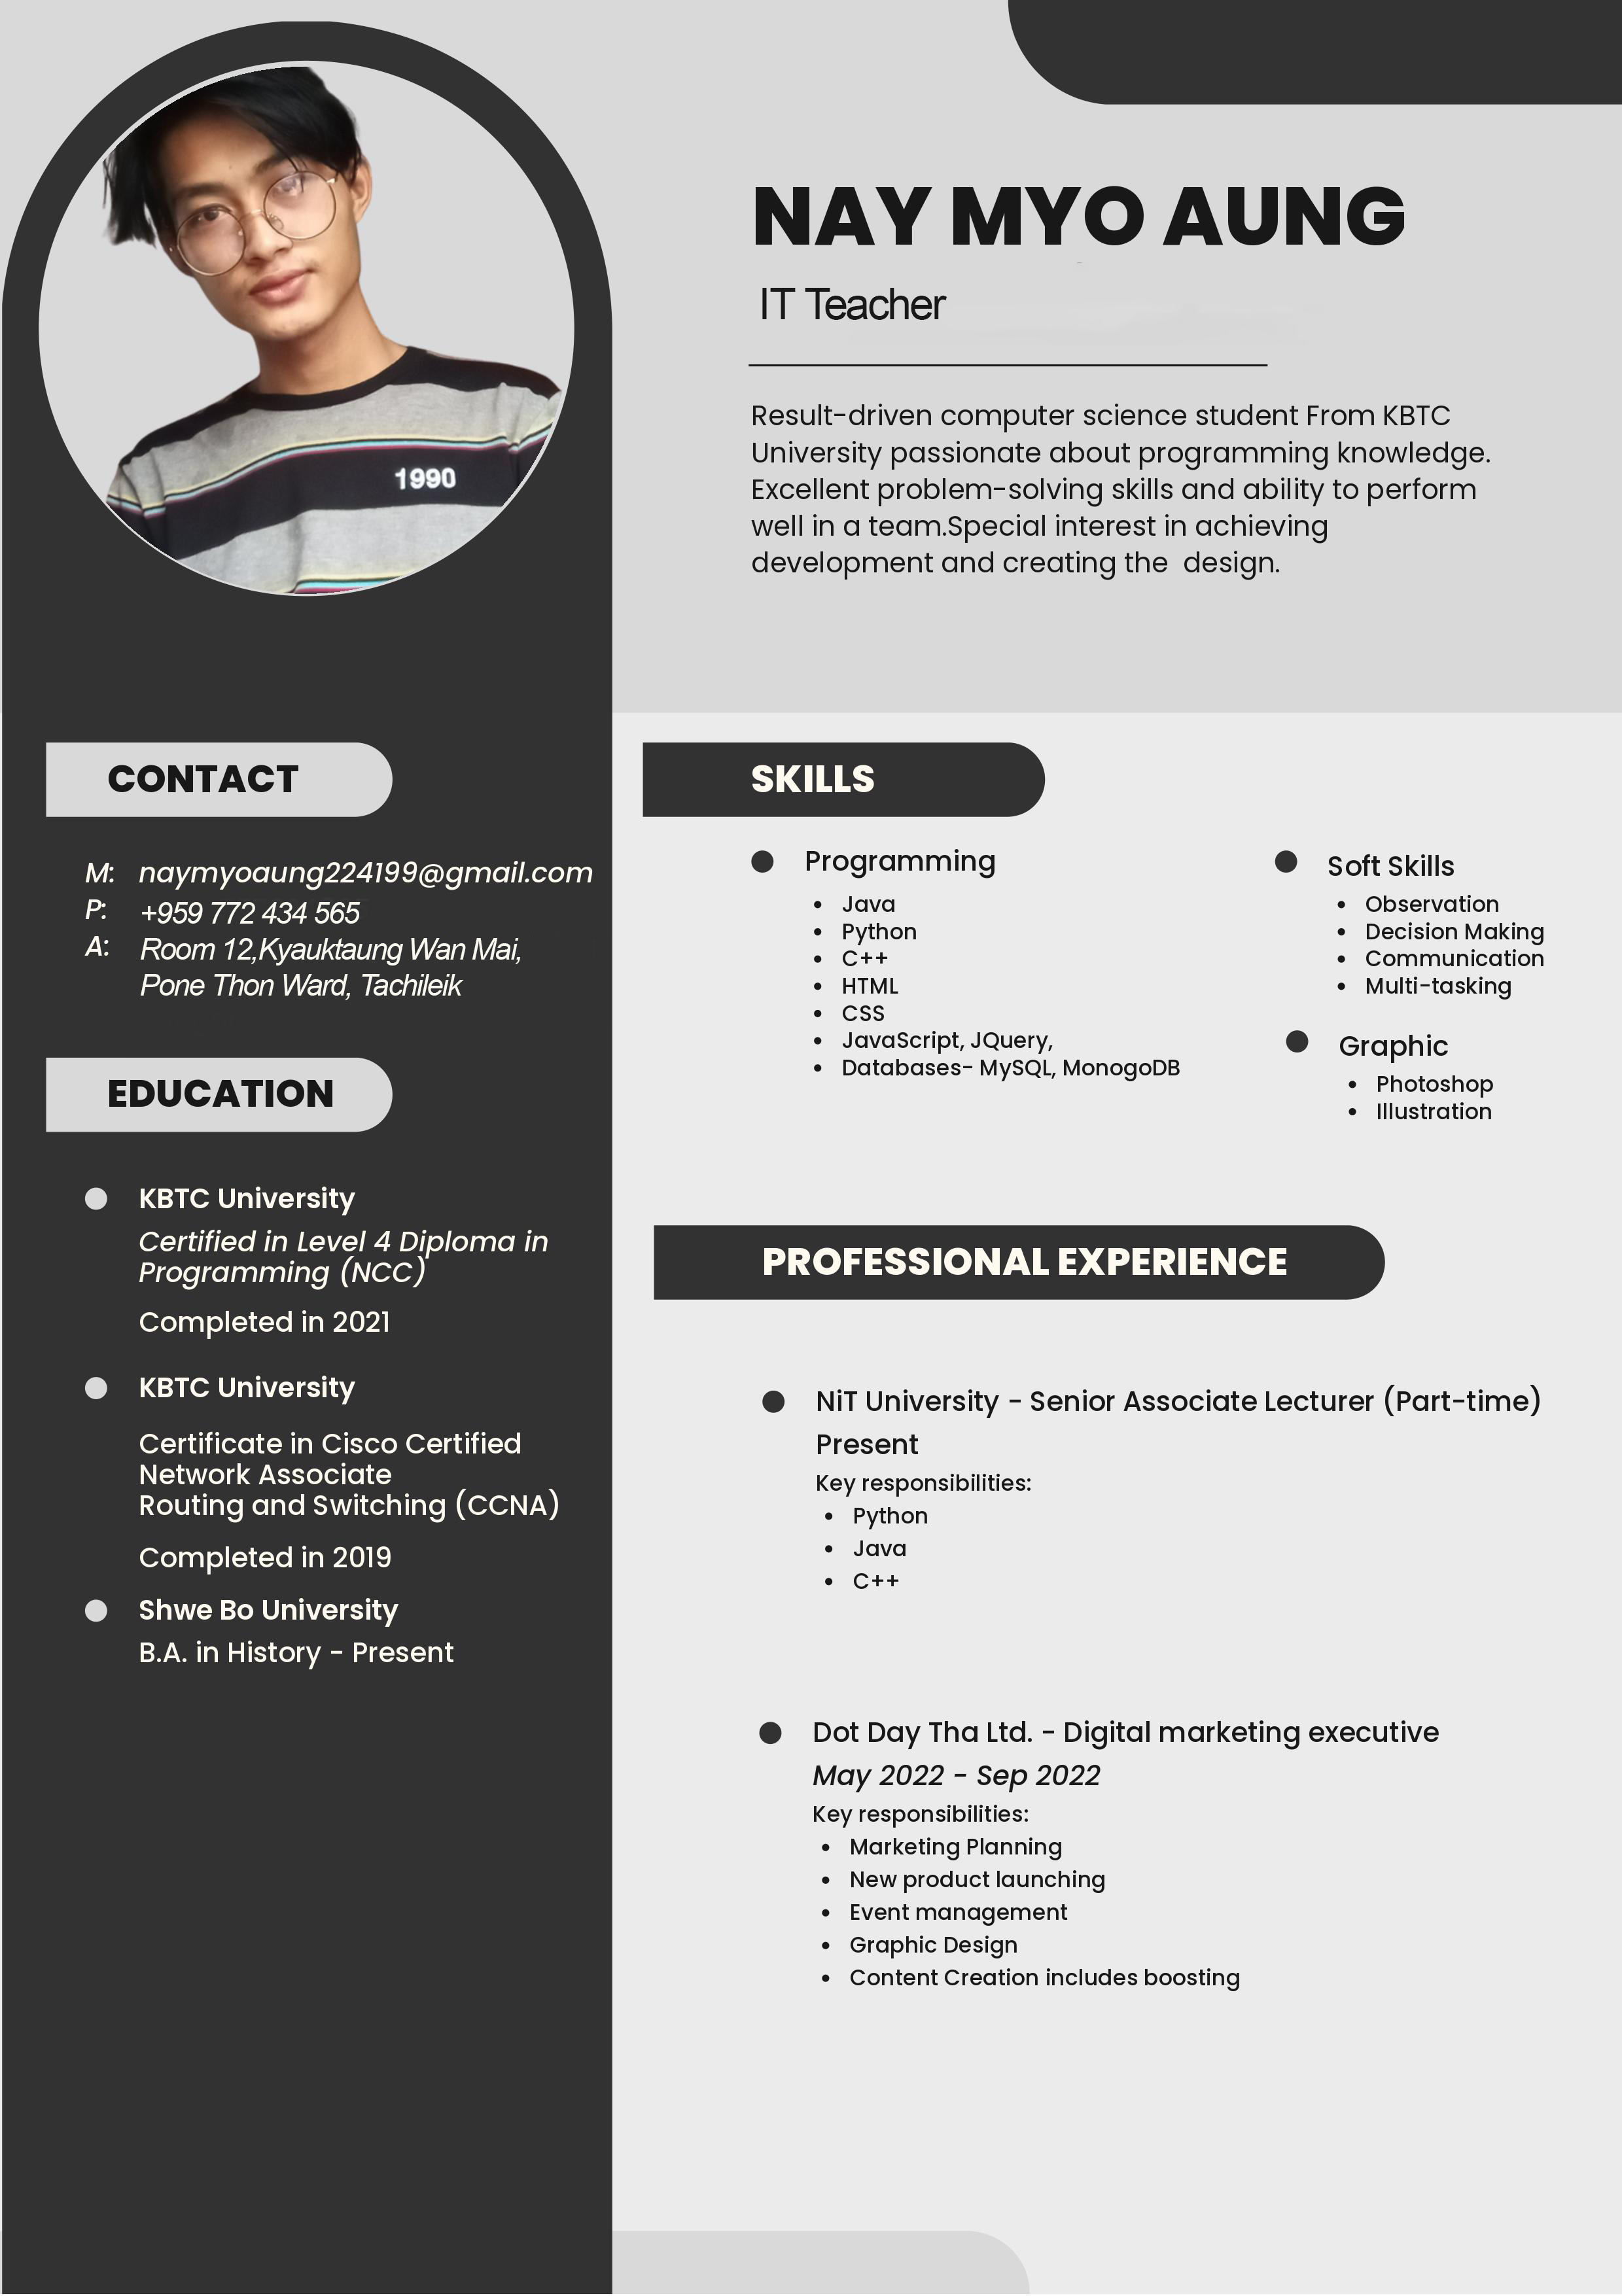 1990
NAY MYO AUNG
IT Teacher
Result-driven computer science student From KBTC
University passionate about programming knowledge.
Excellent problem-solving skills and ability to perform
well in a team.Special interest in achieving
development and creating the  design.
CONTACT
M: naymyoaung224199@gmail.com
P: +959 772 434 565
A: Room 12,Kyauktaung Wan Mai,
Pone Thon Ward, Tachileik
EDUCATION
KBTC University
Certified in Level 4 Diploma in
Programming (NCC)
Completed in 2021
KBTC University
Certificate in Cisco Certified
Network Associate
Routing and Switching (CCNA)
Completed in 2019
Shwe Bo University
B.A. in History - Present
SKILLS
Programming
• Java
• Python
• C++
• HTML
• CSS
• JavaScript, JQuery,
• Databases- MySQL, MonogoDB
Soft Skills
• Observation
• Decision Making
• Communication
• Multi-tasking
Graphic
• Photoshop
• Illustration
PROFESSIONAL EXPERIENCE
NiT University - Senior Associate Lecturer (Part-time)
Present
Key responsibilities:
• Python
• Java
• C++
Dot Day Tha Ltd. - Digital marketing executive
May 2022 - Sep 2022
Key responsibilities:
• Marketing Planning
• New product launching
• Event management
• Graphic Design
• Content Creation includes boosting